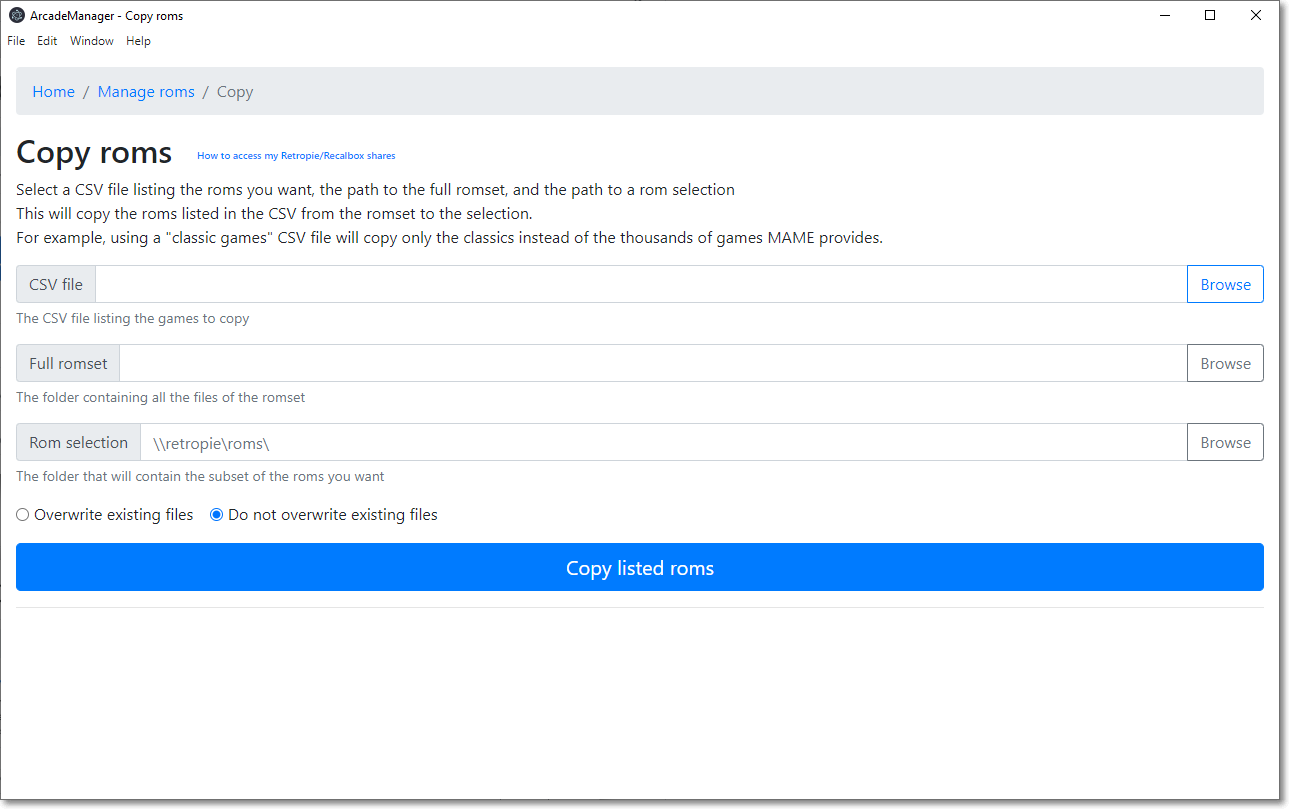 ArcadeManager - Copy roms
File Edit Window Help
Home / Manage roms / Copy
Copy roms How to access my Retropie/Recalbox shares
Select a CSV file listing the roms you want, the path to the full romset, and the path to a rom selection
This will copy the roms listed in the CSV from the romset to the selection.
For example, using a "classic games" CSV file will copy only the classics instead of the thousands of games MAME provides.
CSV file Browse
The CSV file listing the games to copy
Full romset Browse
The folder containing all the files of the romset
Rom selection \\retropie\roms\ Browse
The folder that will contain the subset of the roms you want
Overwrite existing files Do not overwrite existing files
Copy listed roms